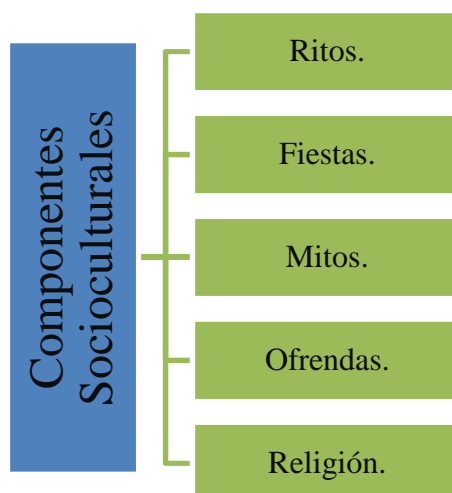 Componentes
Socioculturales
Ritos.
Fiestas.
Mitos.
Ofrendas.
Religión.